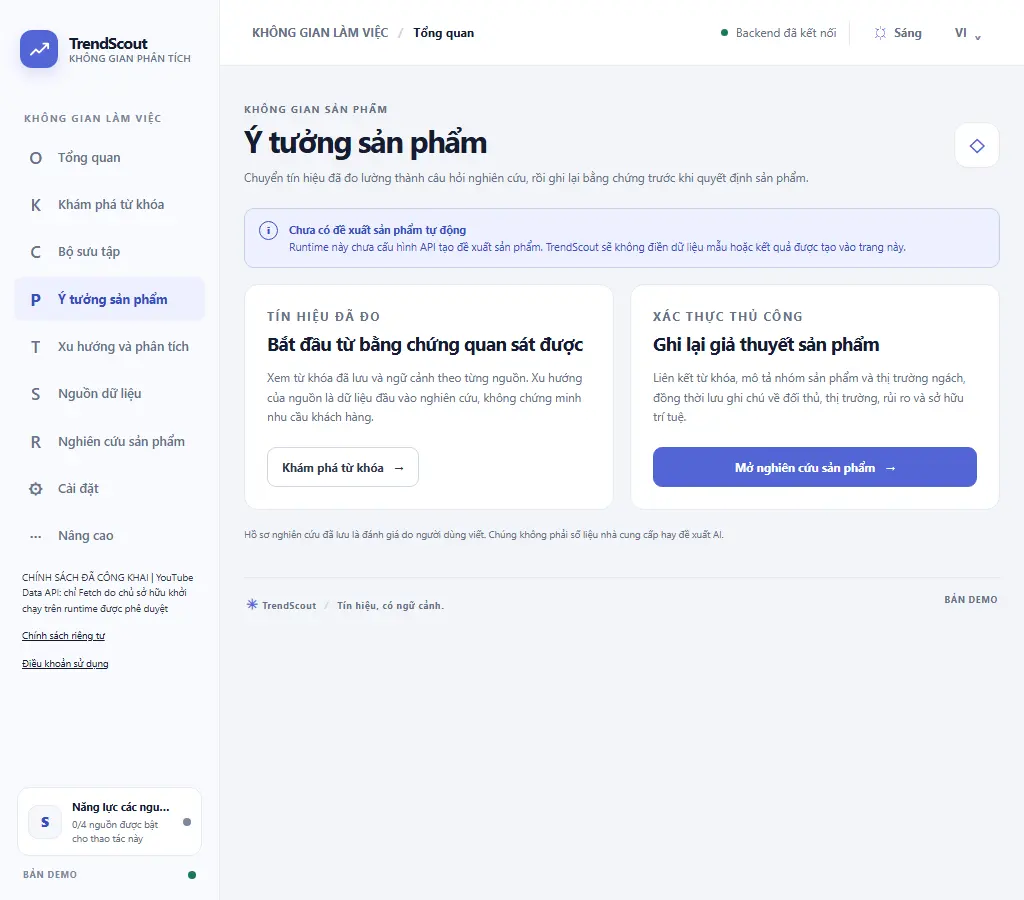 TrendScout
KHÔNG GIAN PHÂN TÍCH
KHÔNG GIAN LÀM VIỆC
O Tổng quan
K Khám phá từ khóa
C Bộ sưu tập
P Ý tưởng sản phẩm
T Xu hướng và phân tích
S Nguồn dữ liệu
R Nghiên cứu sản phẩm
Cài đặt
... Nâng cao
CHÍNH SÁCH ĐÃ CÔNG KHAI | YouTube
Data API: chỉ Fetch do chủ sở hữu khởi
chạy trên runtime được phê duyệt
Chính sách riêng tư
Điều khoản sử dụng
S
Năng lực các ngu...
0/4 nguồn được bật
cho thao tác này
BẢN DEMO
KHÔNG GIAN LÀM VIỆC / Tổng quan
Backend đã kết nối
Sáng
VI
KHÔNG GIAN SẢN PHẨM
Ý tưởng sản phẩm
Chuyển tín hiệu đã đo lường thành câu hỏi nghiên cứu, rồi ghi lại bằng chứng trước khi quyết định sản phẩm.
Chưa có đề xuất sản phẩm tự động
Runtime này chưa cấu hình API tạo đề xuất sản phẩm. TrendScout sẽ không điền dữ liệu mẫu hoặc kết quả được tạo vào trang này.
TÍN HIỆU ĐÃ ĐO
Bắt đầu từ bằng chứng quan sát được
Xem từ khóa đã lưu và ngữ cảnh theo từng nguồn. Xu hướng
của nguồn là dữ liệu đầu vào nghiên cứu, không chứng minh
nhu cầu khách hàng.
Khám phá từ khóa →
XÁC THỰC THỦ CÔNG
Ghi lại giả thuyết sản phẩm
Liên kết từ khóa, mô tả nhóm sản phẩm và thị trường ngách,
đồng thời lưu ghi chú về đối thủ, thị trường, rủi ro và sở hữu
trí tuệ.
Mở nghiên cứu sản phẩm →
Hồ sơ nghiên cứu đã lưu là đánh giá do người dùng viết. Chúng không phải số liệu nhà cung cấp hay đề xuất AI.
TrendScout / Tín hiệu, có ngữ cảnh.
BẢN DEMO